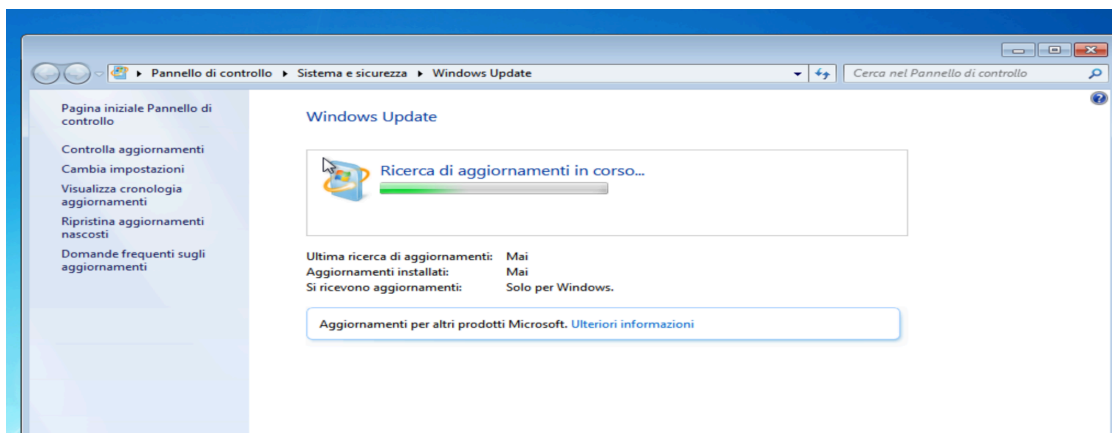 Pannello di controllo ▸ Sistema e sicurezza ▸ Windows Update
Cerca nel Pannello di controllo
Pagina iniziale Pannello di
controllo
Controlla aggiornamenti
Cambia impostazioni
Visualizza cronologia
aggiornamenti
Ripristina aggiornamenti
nascosti
Domande frequenti sugli
aggiornamenti
Windows Update
Ricerca di aggiornamenti in corso...
Ultima ricerca di aggiornamenti: Mai
Aggiornamenti installati: Mai
Si ricevono aggiornamenti: Solo per Windows.
Aggiornamenti per altri prodotti Microsoft. Ulteriori informazioni